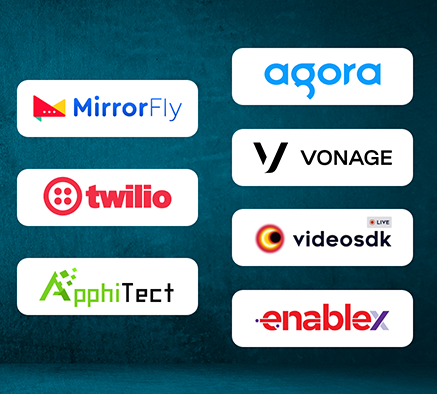 MirrorFly
twilio
ApphiTect
agora
VONAGE
LIVE
videosdk
enablex